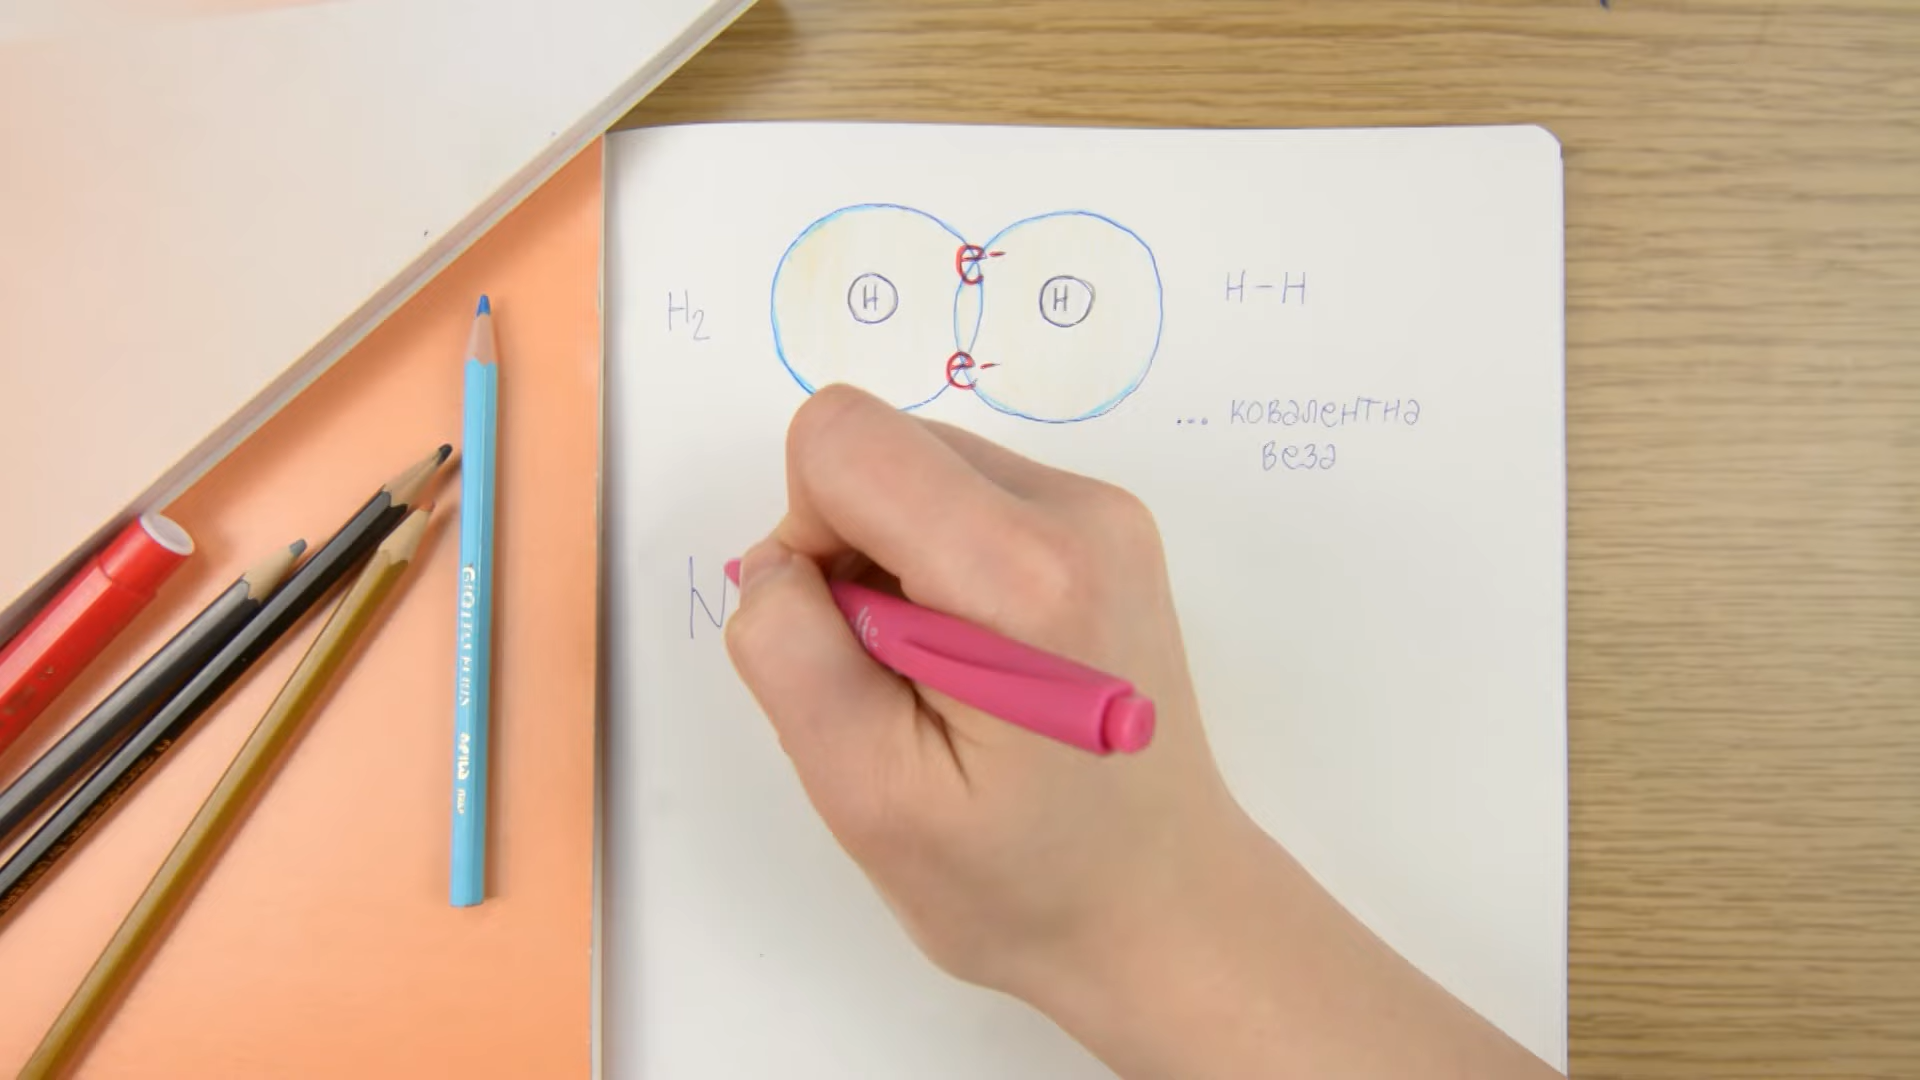 H₂
H
e-
H
e-
H-H
... ковалентна
веза
N